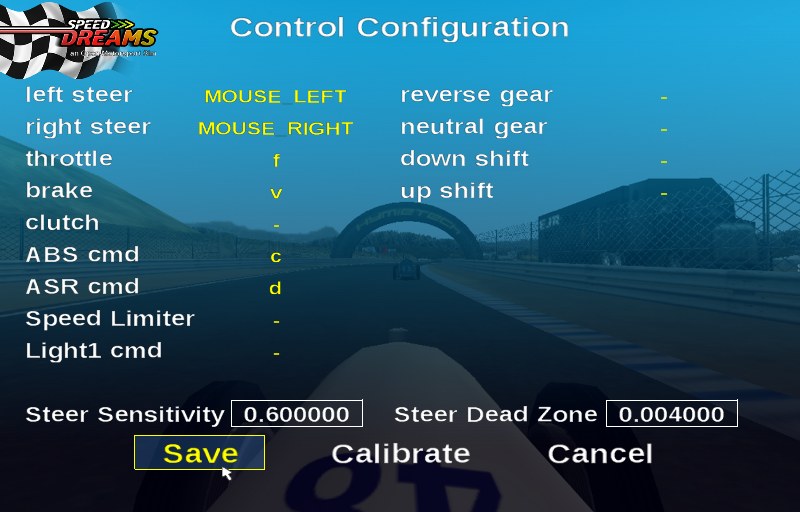 SPEED
DREAMS
Control Configuration
left steer MOUSE_LEFT reverse gear -
right steer MOUSE_RIGHT neutral gear -
throttle f down shift -
brake v up shift -
clutch -
ABS cmd c
ASR cmd d
Speed Limiter -
Light1 cmd -
Steer Sensitivity 0.600000 Steer Dead Zone 0.004000
Save Calibrate Cancel
48